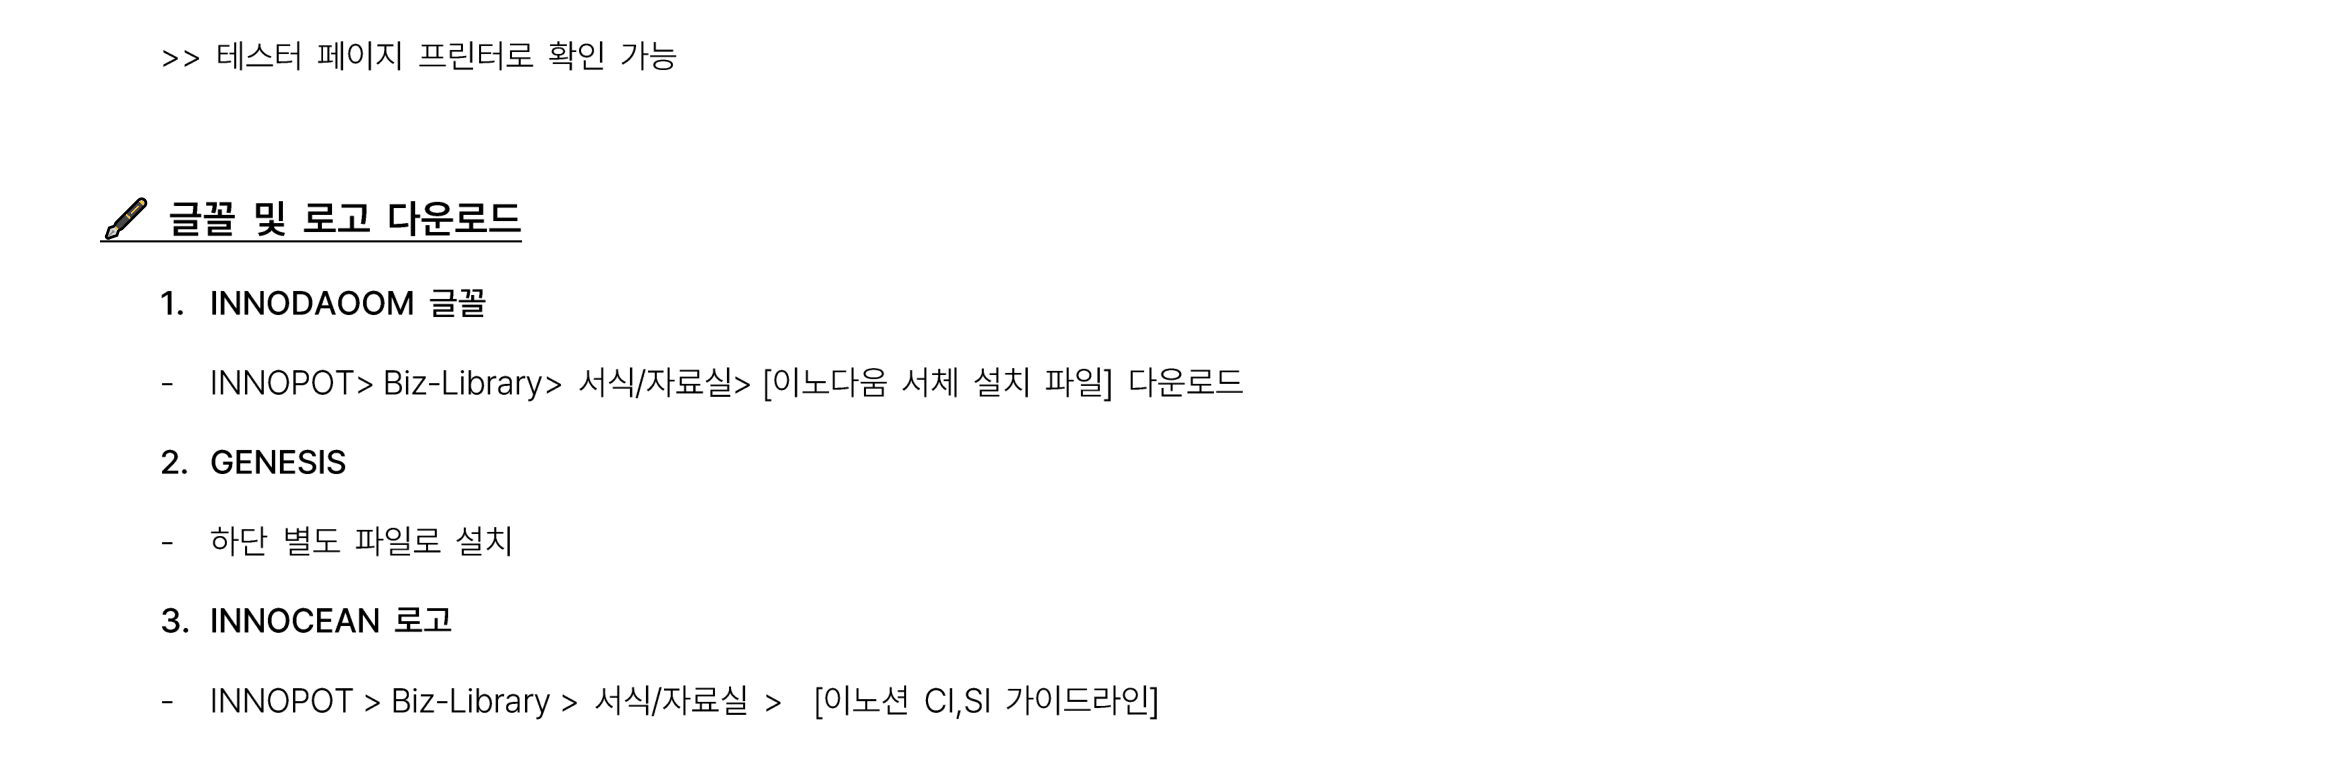 >> 테스터 페이지 프린터로 확인 가능
🖋 글꼴 및 로고 다운로드
1. INNODAOOM 글꼴
- INNOPOT> Biz-Library> 서식/자료실> [이노다움 서체 설치 파일] 다운로드
2. GENESIS
- 하단 별도 파일로 설치
3. INNOCEAN 로고
- INNOPOT > Biz-Library > 서식/자료실 > [이노션 CI,SI 가이드라인]